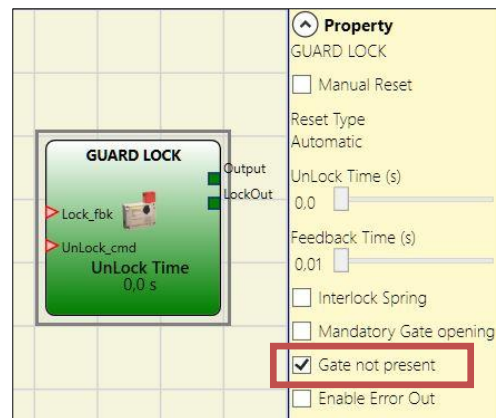 GUARD LOCK
Output
LockOut
Lock_fbk
UnLock_cmd
UnLock Time
0,0 s
Property
GUARD LOCK
Manual Reset
Reset Type
Automatic
UnLock Time (s)
0,0
Feedback Time (s)
0,01
Interlock Spring
Mandatory Gate opening
Gate not present
Enable Error Out